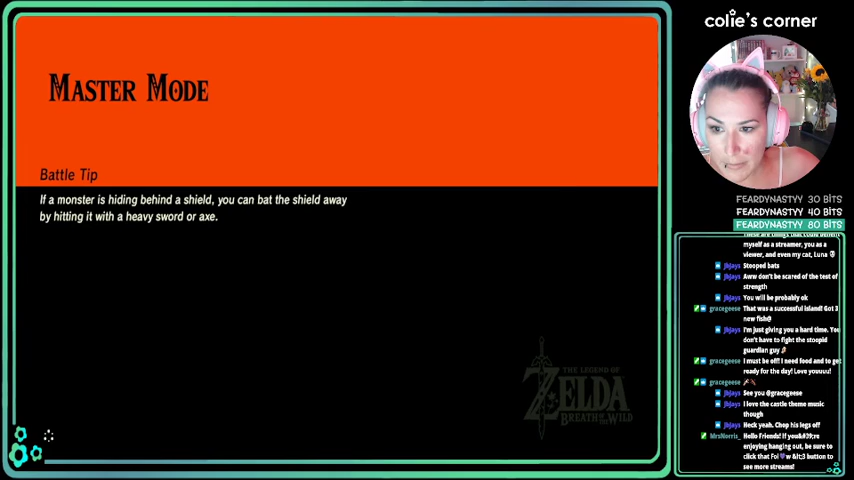 colie's corner
MASTER MODE
Battle Tip
If a monster is hiding behind a shield, you can bat the shield away
by hitting it with a heavy sword or axe.
THE LEGEND OF
ZELDA
BREATH OF THE WILD
FEARDYNASTYY 30 BITS
FEARDYNASTYY 40 BITS
FEARDYNASTYY 80 BITS
myself as a streamer, you as a
viewer, and even my cat, Luna
jbjays Stooped bats
jbjays Aww don't be scared of the test of
strength
jbjays You will be probably ok
gracegeese That was a successful island! Got 3
new fish@
jbjays I'm just giving you a hard time. You
don't have to fight the stoopid
guardian guy
gracegeese I must be off! I need food and to get
ready for the day! Love youuuu!
gracegeese
jbjays See you @gracegeese
jbjays I love the castle theme music
though
jbjays Heck yeah. Chop his legs off
MrsNorris_ Hello Friends! If you&#39;re
enjoying hanging out, be sure to
click that Fol w &lt;3 button to
see more streams!